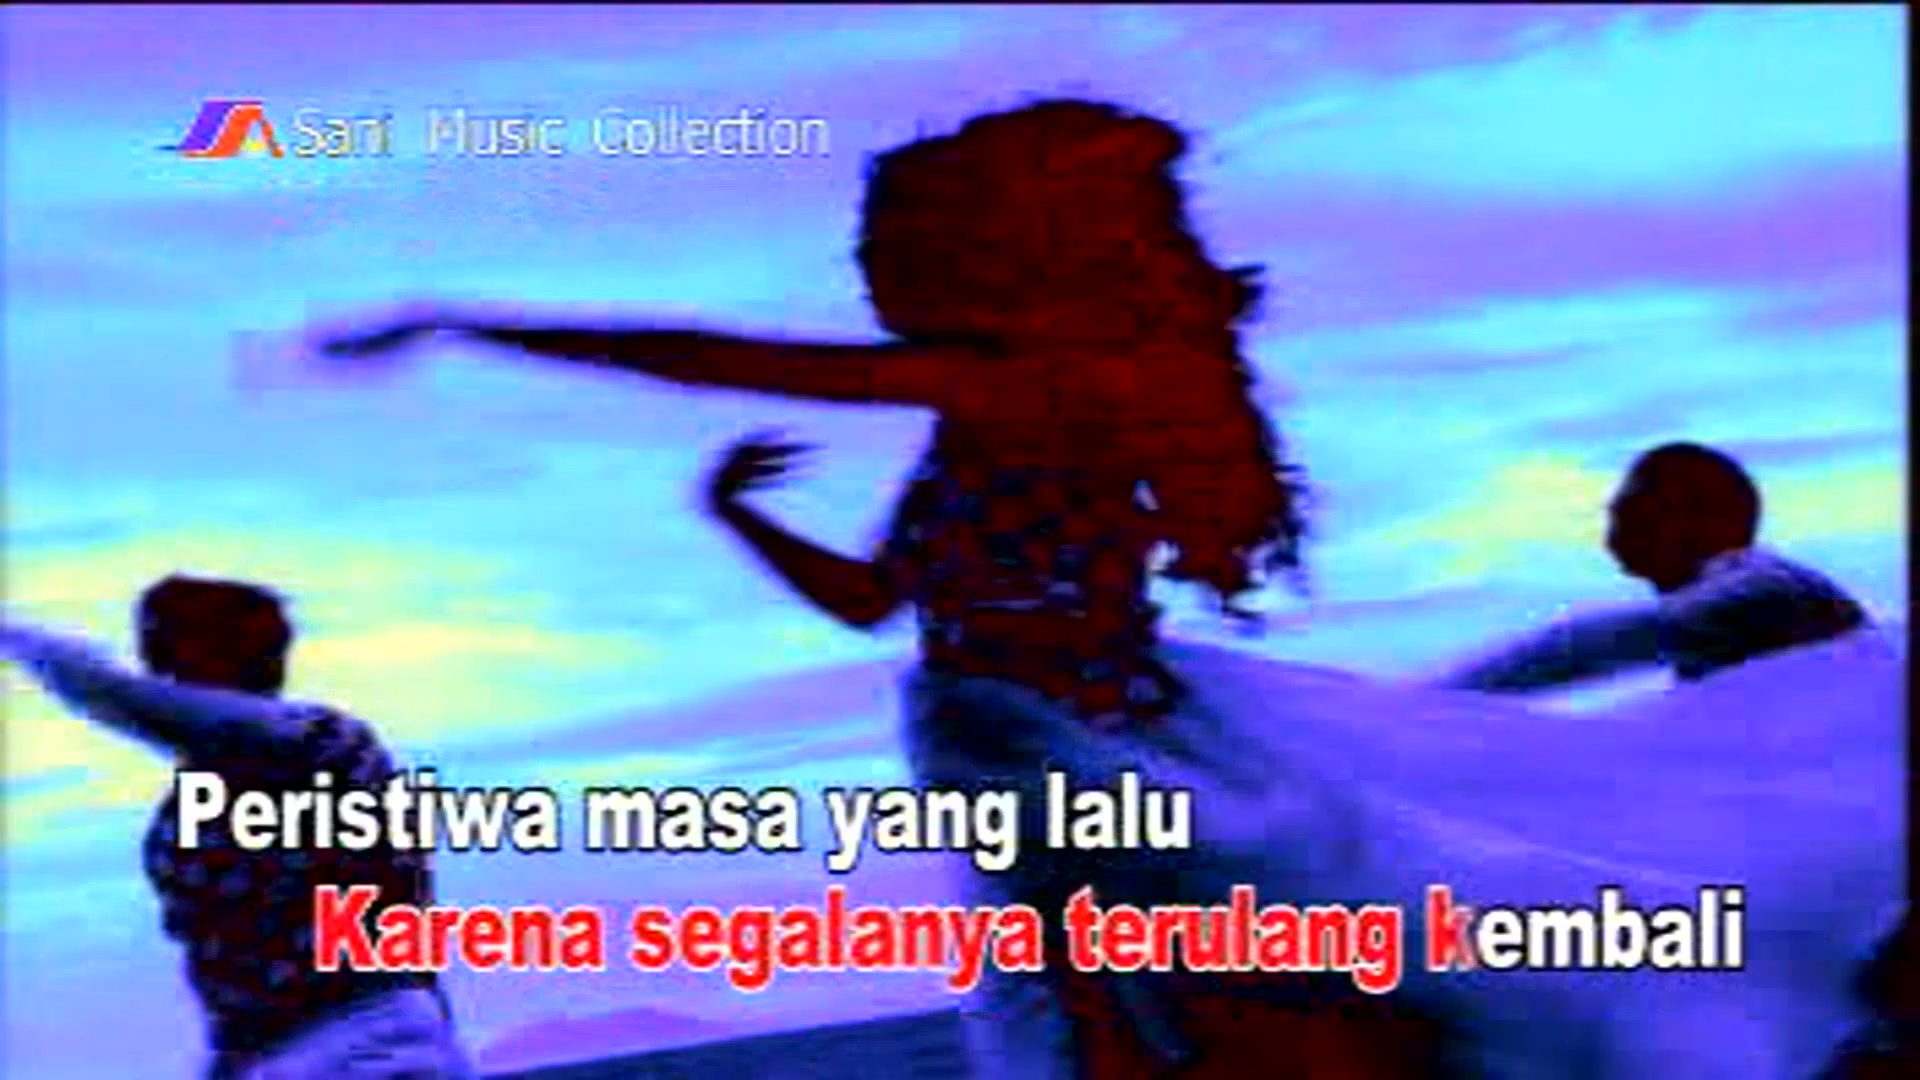 Sani Music Collection
Peristiwa masa yang lalu
Karena segalanya terulang kembali